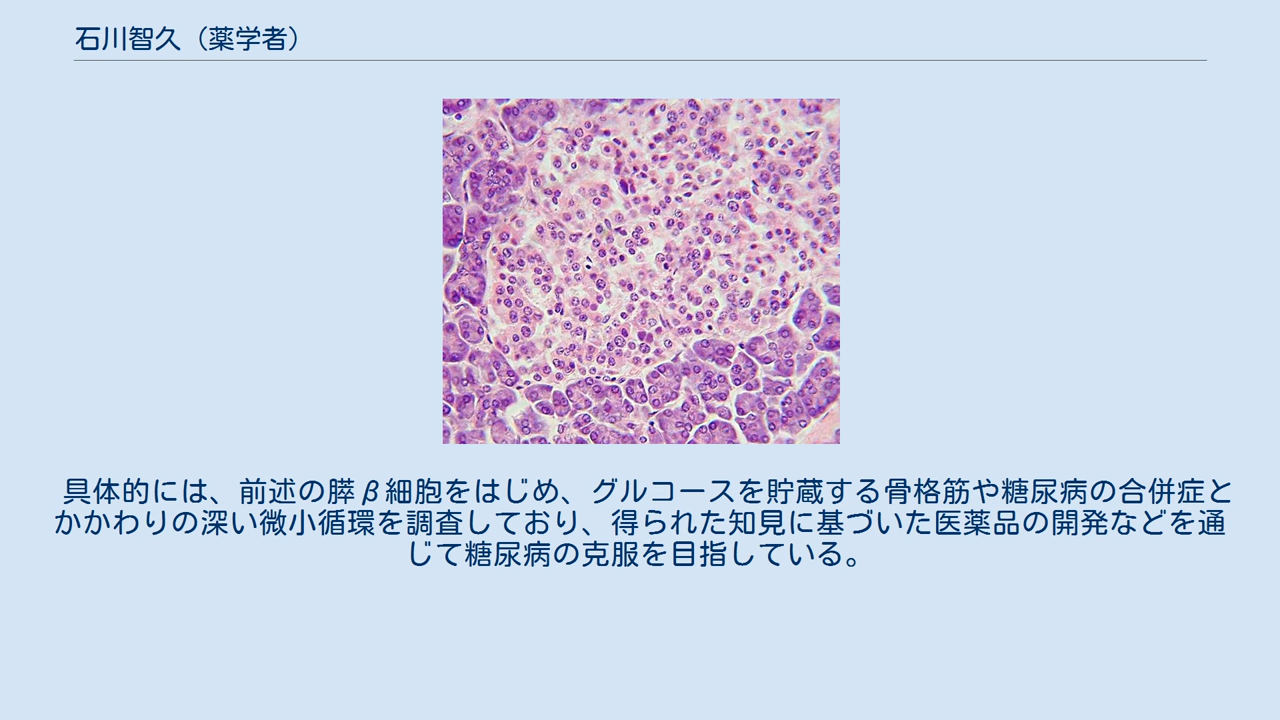 石川智久（薬学者）
具体的には、前述の膵β細胞をはじめ、グルコースを貯蔵する骨格筋や糖尿病の合併症と
かかわりの深い微小循環を調査しており、得られた知見に基づいた医薬品の開発などを通
じて糖尿病の克服を目指している。